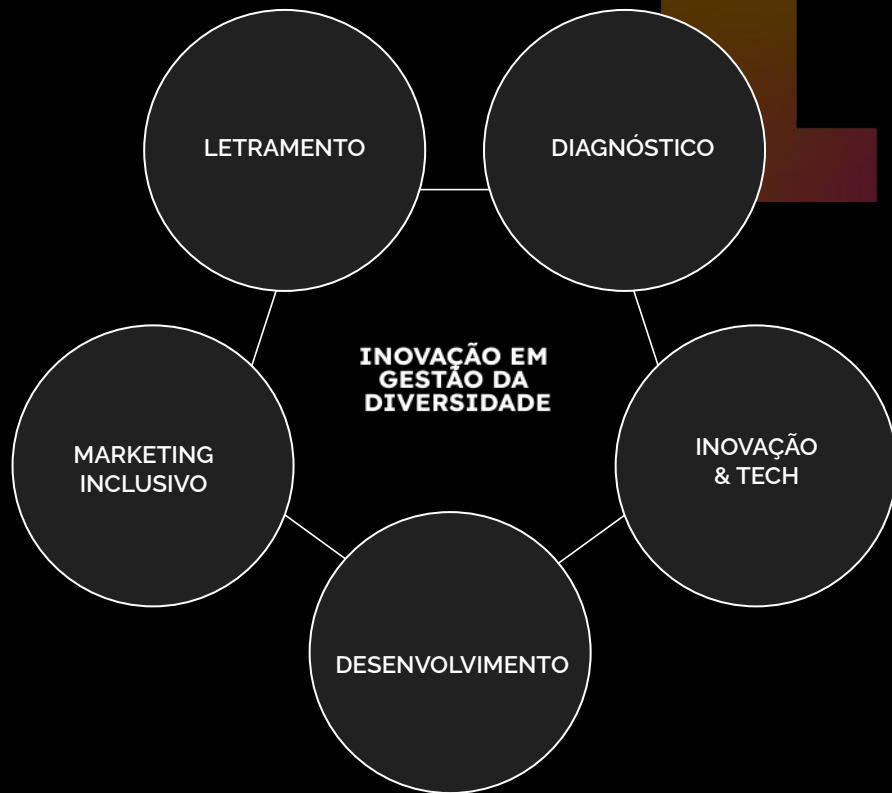 LETRAMENTO
DIAGNÓSTICO
INOVAÇÃO EM
GESTÃO DA
DIVERSIDADE
MARKETING
INCLUSIVO
INOVAÇÃO
& TECH
DESENVOLVIMENTO